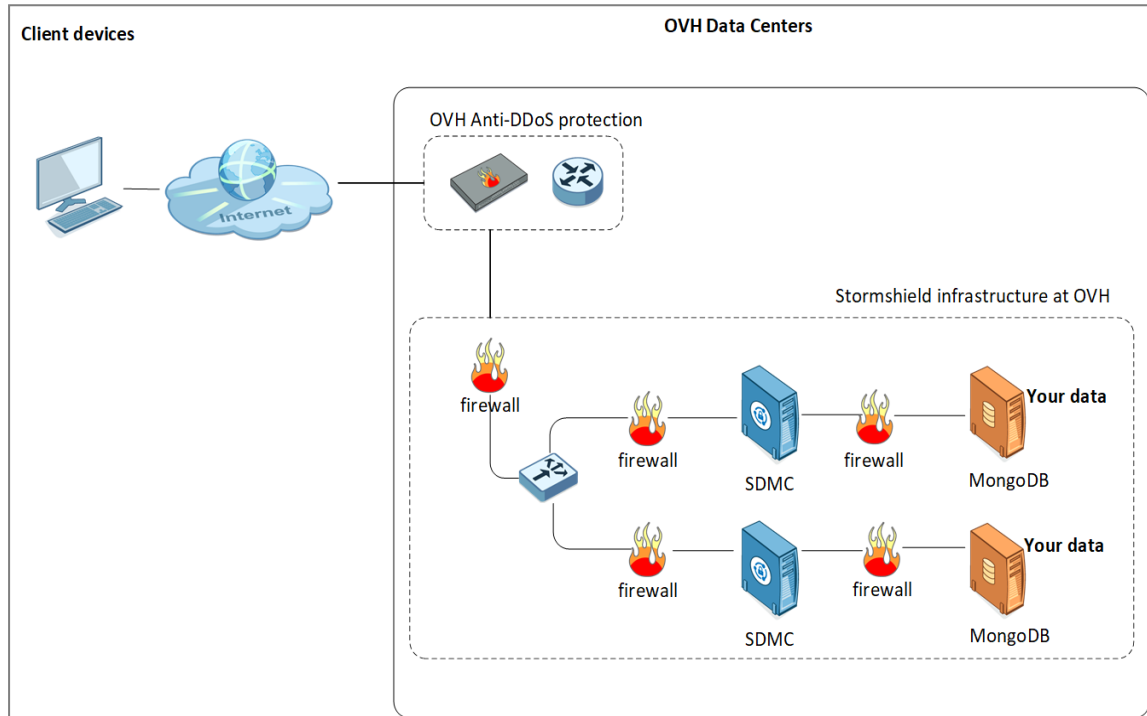 Client devices
OVH Data Centers
OVH Anti-DDoS protection
Internet
Stormshield infrastructure at OVH
firewall
firewall
SDMC
firewall
Your data
MongoDB
firewall
SDMC
firewall
Your data
MongoDB